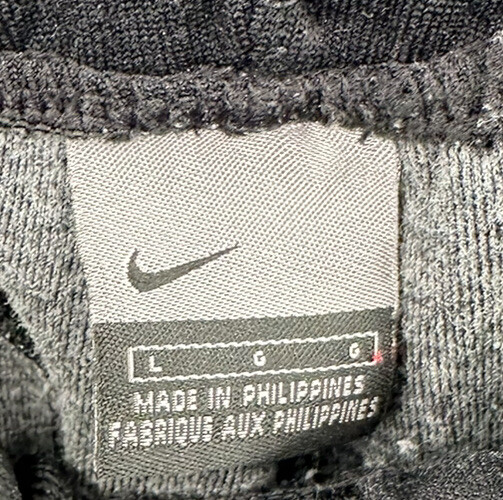 L G G
MADE IN PHILIPPINES
FABRIQUE AUX PHILIPPINES